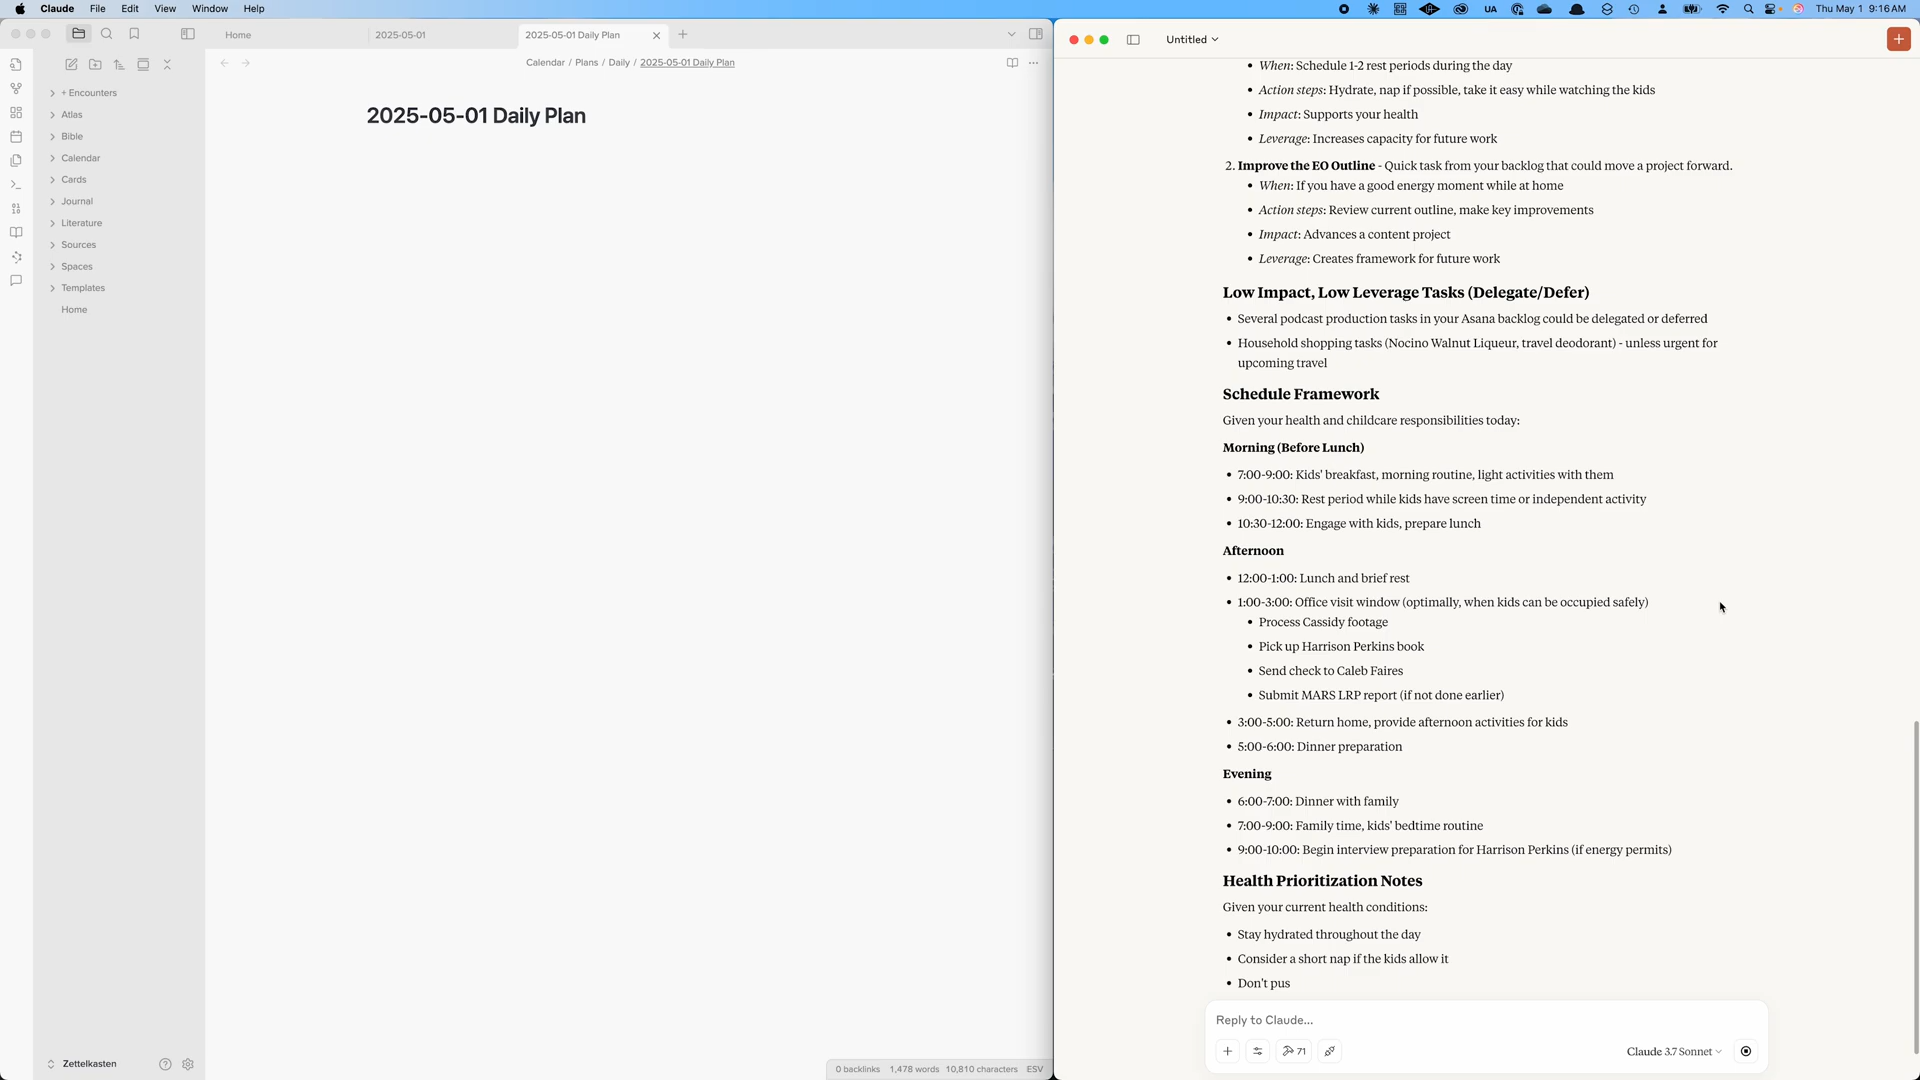 Claude File Edit View Window Help
UA
Thu May 1 9:16 AM
Home
2025-05-01
2025-05-01 Daily Plan
Calendar / Plans / Daily / 2025-05-01 Daily Plan
+ Encounters
Atlas
Bible
Calendar
Cards
Journal
Literature
Sources
Spaces
Templates
Home
Zettelkasten
2025-05-01 Daily Plan
0 backlinks 1,478 words 10,810 characters ESV
Untitled
• When: Schedule 1-2 rest periods during the day
• Action steps: Hydrate, nap if possible, take it easy while watching the kids
• Impact: Supports your health
• Leverage: Increases capacity for future work
2. Improve the EO Outline - Quick task from your backlog that could move a project forward.
• When: If you have a good energy moment while at home
• Action steps: Review current outline, make key improvements
• Impact: Advances a content project
• Leverage: Creates framework for future work
Low Impact, Low Leverage Tasks (Delegate/Defer)
• Several podcast production tasks in your Asana backlog could be delegated or deferred
• Household shopping tasks (Nocino Walnut Liqueur, travel deodorant) - unless urgent for
upcoming travel
Schedule Framework
Given your health and childcare responsibilities today:
Morning (Before Lunch)
• 7:00-9:00: Kids' breakfast, morning routine, light activities with them
• 9:00-10:30: Rest period while kids have screen time or independent activity
• 10:30-12:00: Engage with kids, prepare lunch
Afternoon
• 12:00-1:00: Lunch and brief rest
• 1:00-3:00: Office visit window (optimally, when kids can be occupied safely)
• Process Cassidy footage
• Pick up Harrison Perkins book
• Send check to Caleb Faires
• Submit MARS LRP report (if not done earlier)
• 3:00-5:00: Return home, provide afternoon activities for kids
• 5:00-6:00: Dinner preparation
Evening
• 6:00-7:00: Dinner with family
• 7:00-9:00: Family time, kids' bedtime routine
• 9:00-10:00: Begin interview preparation for Harrison Perkins (if energy permits)
Health Prioritization Notes
Given your current health conditions:
• Stay hydrated throughout the day
• Consider a short nap if the kids allow it
• Don't pus
Reply to Claude...
71
Claude 3.7 Sonnet